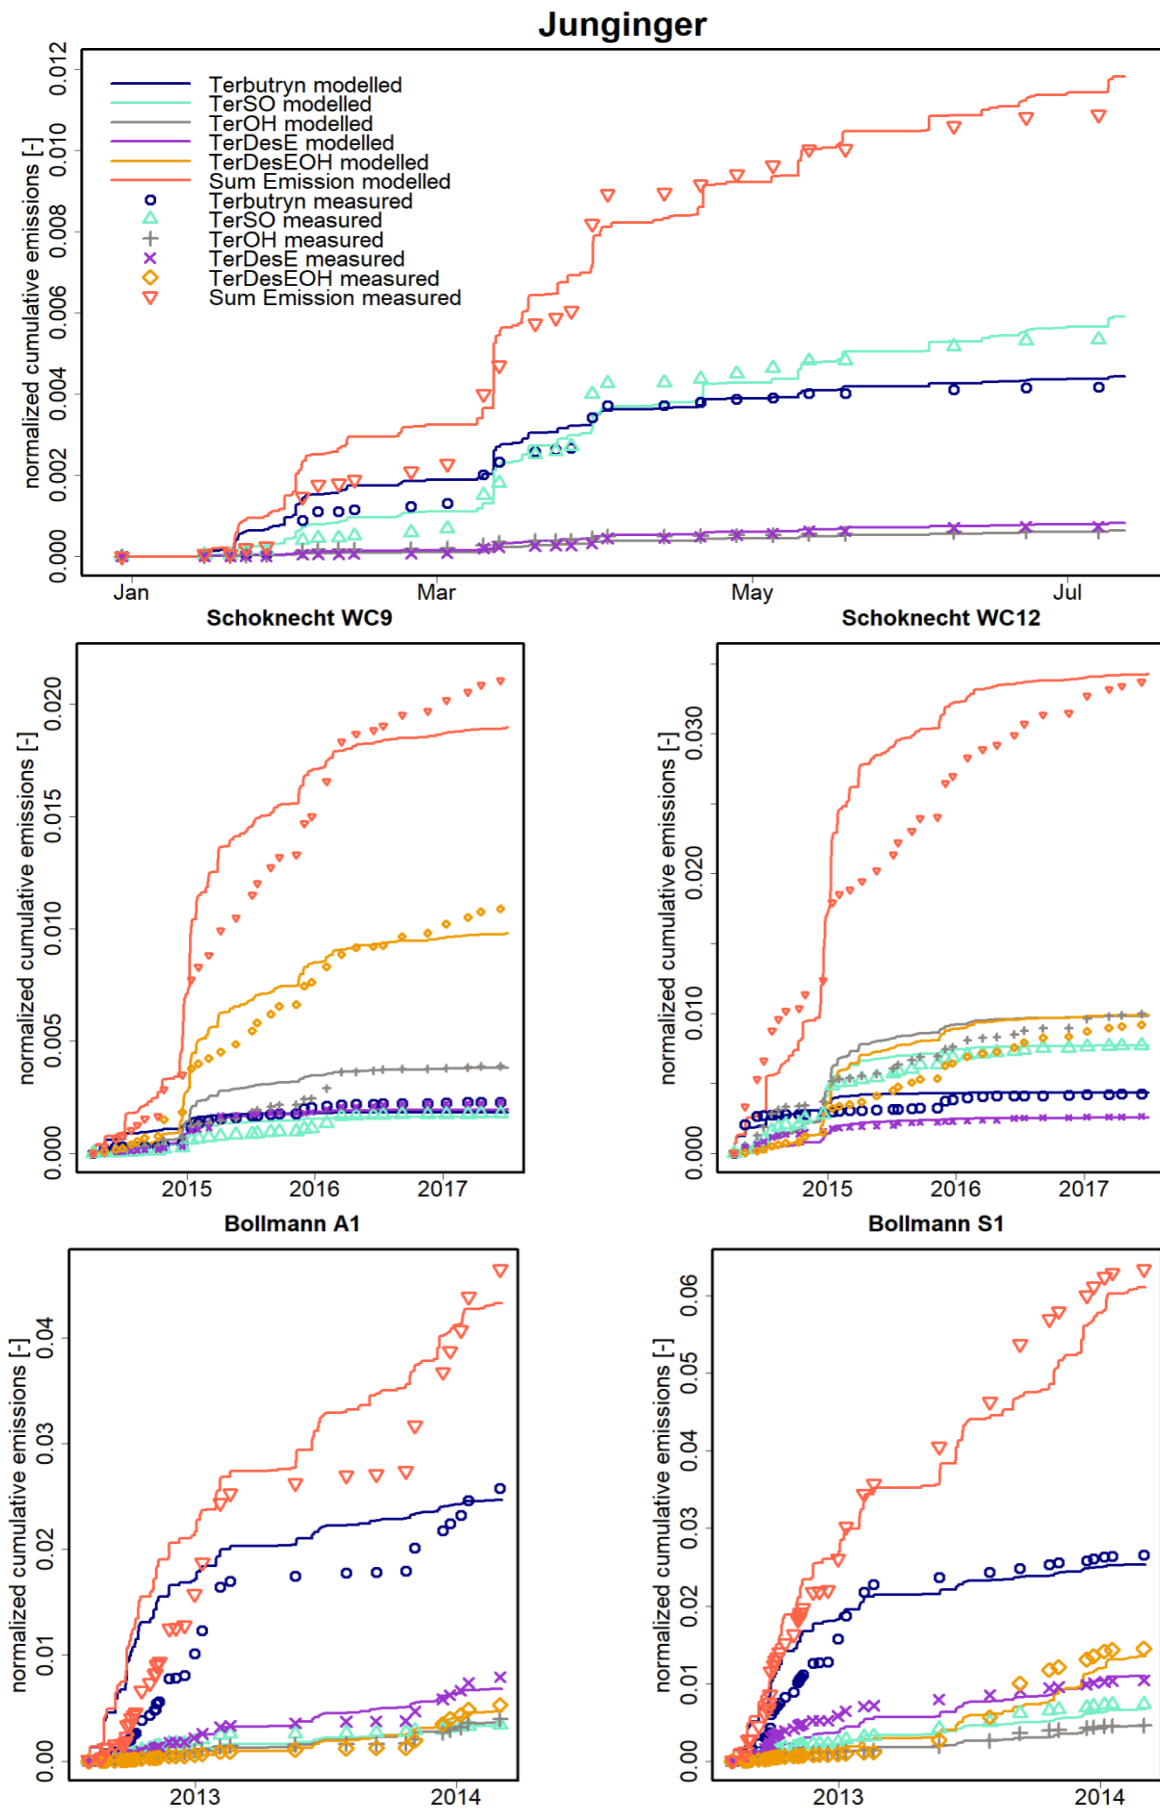 Junginger
normalized cumulative emissions [-]
0.012
0.010
0.008
0.006
0.004
0.002
0.000
Terbutryn modelled
TerSO modelled
TerOH modelled
TerDesE modelled
TerDesEOH modelled
Sum Emission modelled
Terbutryn measured
TerSO measured
TerOH measured
TerDesE measured
TerDesEOH measured
Sum Emission measured
Jan Mar May Jul
Schoknecht WC9
normalized cumulative emissions [-]
0.020
0.015
0.010
0.005
0.000
2015 2016 2017
Schoknecht WC12
normalized cumulative emissions [-]
0.030
0.020
0.010
0.000
2015 2016 2017
Bollmann A1
normalized cumulative emissions [-]
0.04
0.03
0.02
0.01
0.00
2013 2014
Bollmann S1
normalized cumulative emissions [-]
0.06
0.05
0.04
0.03
0.02
0.01
0.00
2013 2014